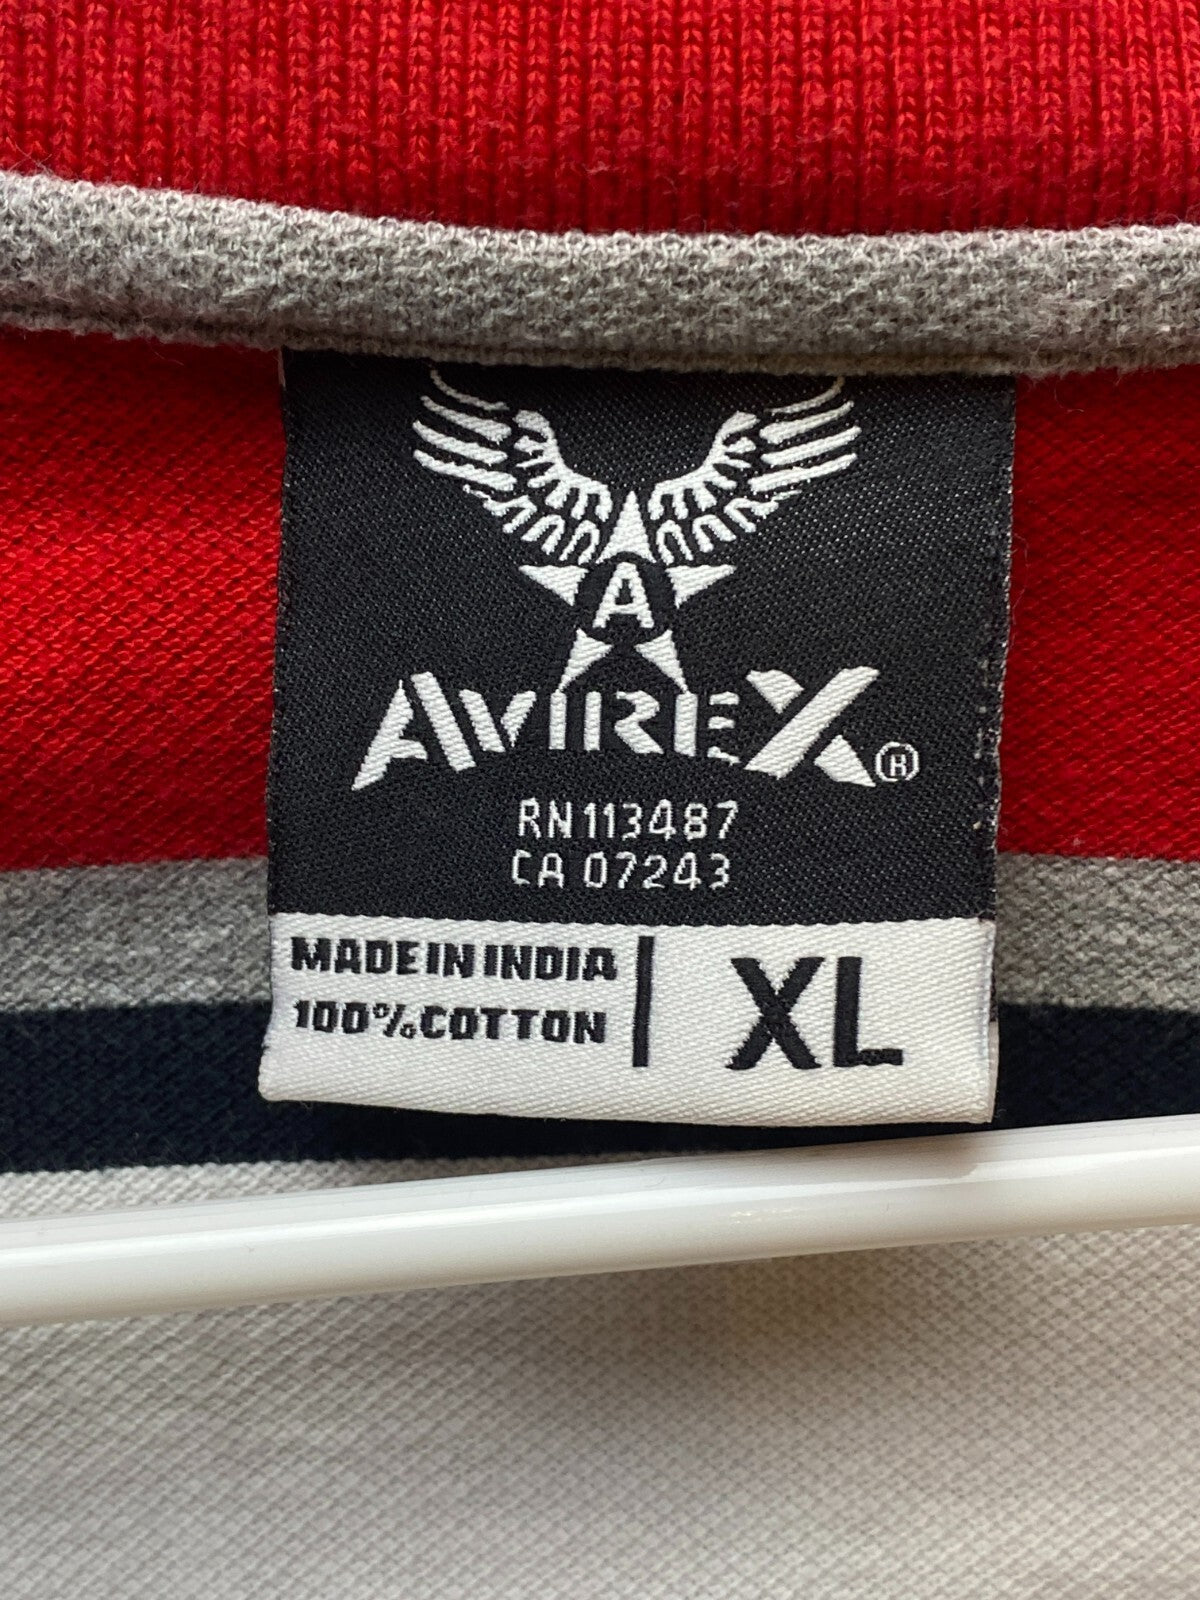 A
AVIREX ®
RN113487
CA 07243
MADE IN INDIA
100% COTTON
XL